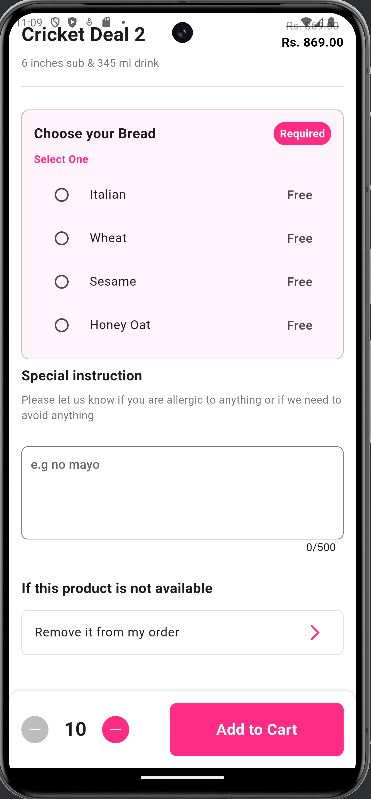 11:09
Cricket Deal 2
Rs. 869.00
Rs. 869.00
6 inches sub & 345 ml drink
Choose your Bread
Required
Select One
Italian
Free
Wheat
Free
Sesame
Free
Honey Oat
Free
Special instruction
Please let us know if you are allergic to anything or if we need to
avoid anything
e.g no mayo
0/500
If this product is not available
Remove it from my order
10
Add to Cart